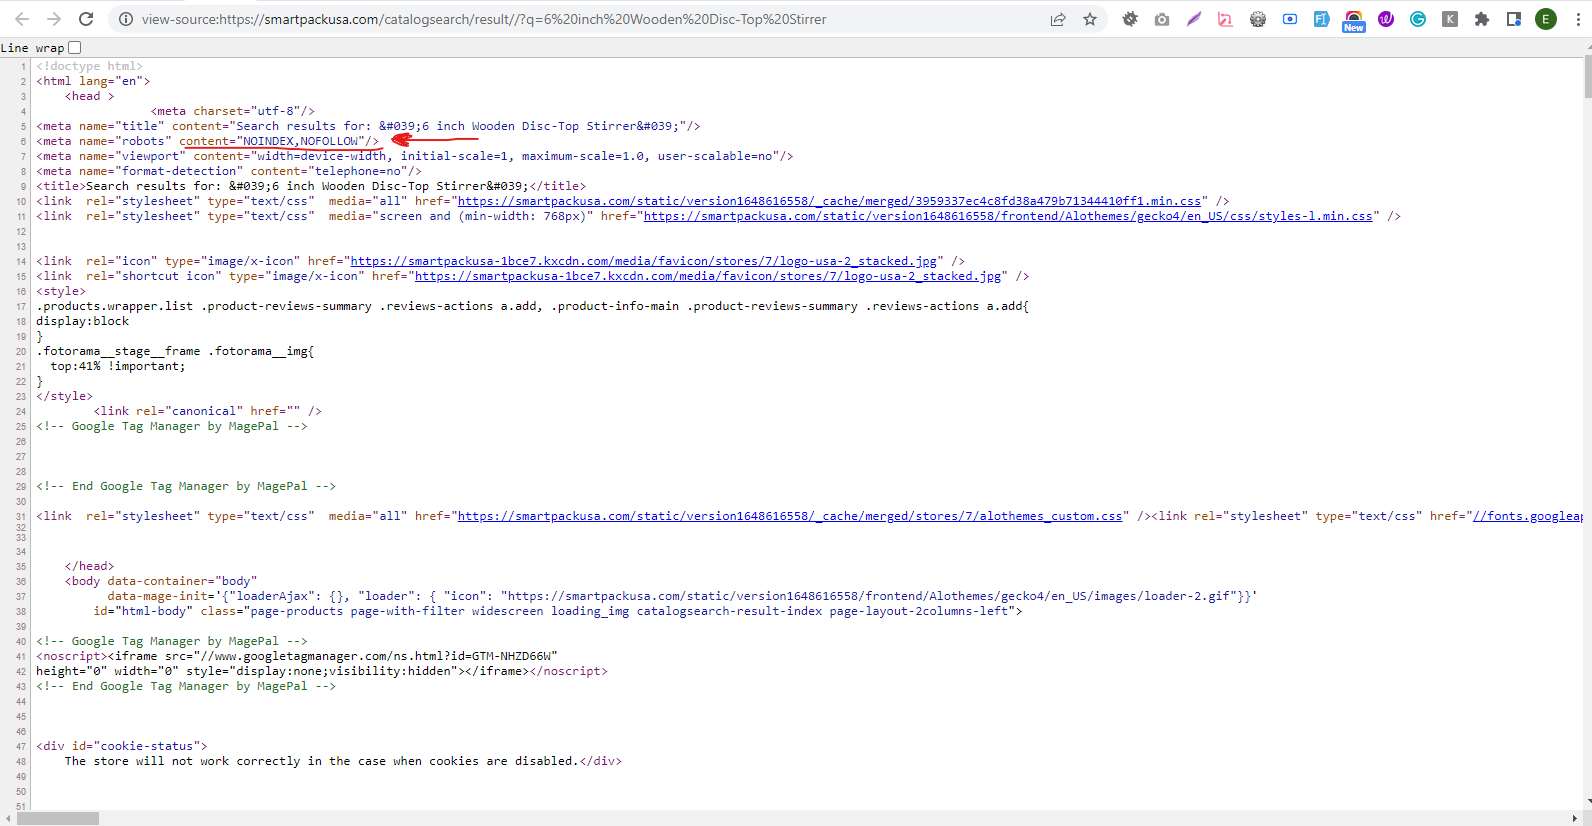 view-source:https://smartpackusa.com/catalogsearch/result//?q=6%20inch%20Wooden%20Disc-Top%20Stirrer
New
E
Line wrap
1 <!doctype html>
2 <html lang="en">
3 <head >
4 <meta charset="utf-8"/>
5 <meta name="title" content="Search results for: &#039;6 inch Wooden Disc-Top Stirrer&#039;"/>
6 <meta name="robots" content="NOINDEX,NOFOLLOW"/>
7 <meta name="viewport" content="width=device-width, initial-scale=1, maximum-scale=1.0, user-scalable=no"/>
8 <meta name="format-detection" content="telephone=no"/>
9 <title>Search results for: &#039;6 inch Wooden Disc-Top Stirrer&#039;</title>
10 <link  rel="stylesheet" type="text/css"  media="all" href="https://smartpackusa.com/static/version1648616558/_cache/merged/3959337ec4c8fd38a479b71344410ff1.min.css" />
11 <link  rel="stylesheet" type="text/css"  media="screen and (min-width: 768px)" href="https://smartpackusa.com/static/version1648616558/frontend/Alothemes/gecko4/en_US/css/styles-l.min.css" />
12
13
14 <link  rel="icon" type="image/x-icon" href="https://smartpackusa-1bce7.kxcdn.com/media/favicon/stores/7/logo-usa-2_stacked.jpg" />
15 <link  rel="shortcut icon" type="image/x-icon" href="https://smartpackusa-1bce7.kxcdn.com/media/favicon/stores/7/logo-usa-2_stacked.jpg" />
16 <style>
17 .products.wrapper.list .product-reviews-summary .reviews-actions a.add, .product-info-main .product-reviews-summary .reviews-actions a.add{
18 display:block
19 }
20 .fotorama__stage__frame .fotorama__img{
21 top:41% !important;
22 }
23 </style>
24 <link rel="canonical" href="" />
25 <!-- Google Tag Manager by MagePal -->
26
27
28
29 <!-- End Google Tag Manager by MagePal -->
30
31 <link  rel="stylesheet" type="text/css"  media="all" href="https://smartpackusa.com/static/version1648616558/_cache/merged/stores/7/alothemes_custom.css" /><link rel="stylesheet" type="text/css" href="//fonts.googleap
32
33
34
35 </head>
36 <body data-container="body"
37 data-mage-init='{"loaderAjax": {}, "loader": { "icon": "https://smartpackusa.com/static/version1648616558/frontend/Alothemes/gecko4/en_US/images/loader-2.gif"}}'
38 id="html-body" class="page-products page-with-filter widescreen loading_img catalogsearch-result-index page-layout-2columns-left">
39
40 <!-- Google Tag Manager by MagePal -->
41 <noscript><iframe src="//www.googletagmanager.com/ns.html?id=GTM-NHZD66W"
42 height="0" width="0" style="display:none;visibility:hidden"></iframe></noscript>
43 <!-- End Google Tag Manager by MagePal -->
44
45
46
47 <div id="cookie-status">
48 The store will not work correctly in the case when cookies are disabled.</div>
49
50
51